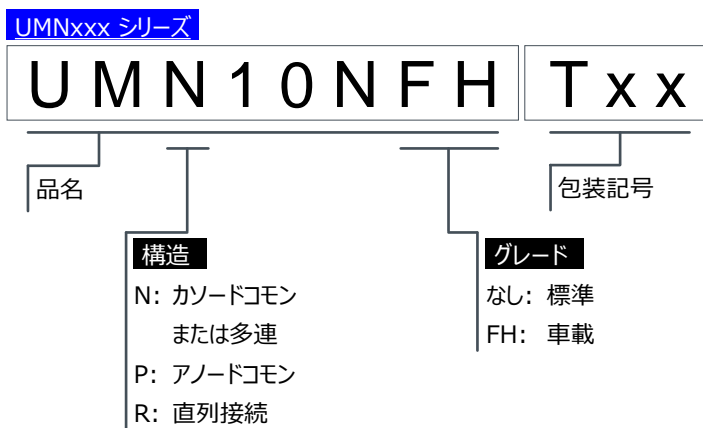 UMNxxx シリーズ
UMN10NFH Txx
品名
包装記号
構造
N: カソードコモン
または多連
P: アノードコモン
R: 直列接続
グレード
なし: 標準
FH: 車載